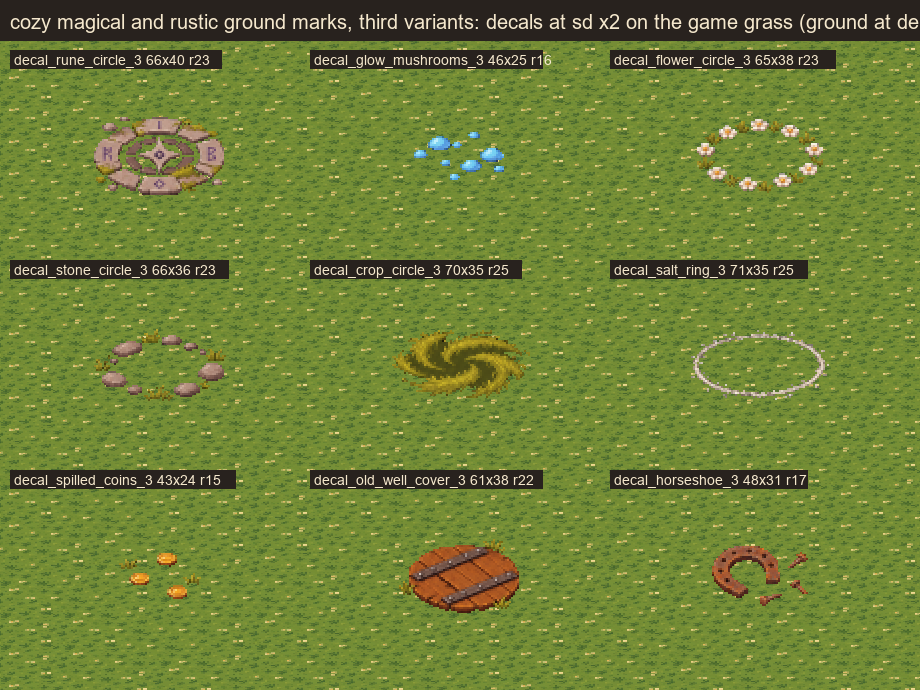 cozy magical and rustic ground marks, third variants: decals at sd x2 on the game grass (ground at de
decal_rune_circle_3 66x40 r23
decal_glow_mushrooms_3 46x25 r16
decal_flower_circle_3 65x38 r23
I
R
B
decal_stone_circle_3 66x36 r23
decal_crop_circle_3 70x35 r25
decal_salt_ring_3 71x35 r25
decal_spilled_coins_3 43x24 r15
decal_old_well_cover_3 61x38 r22
decal_horseshoe_3 48x31 r17